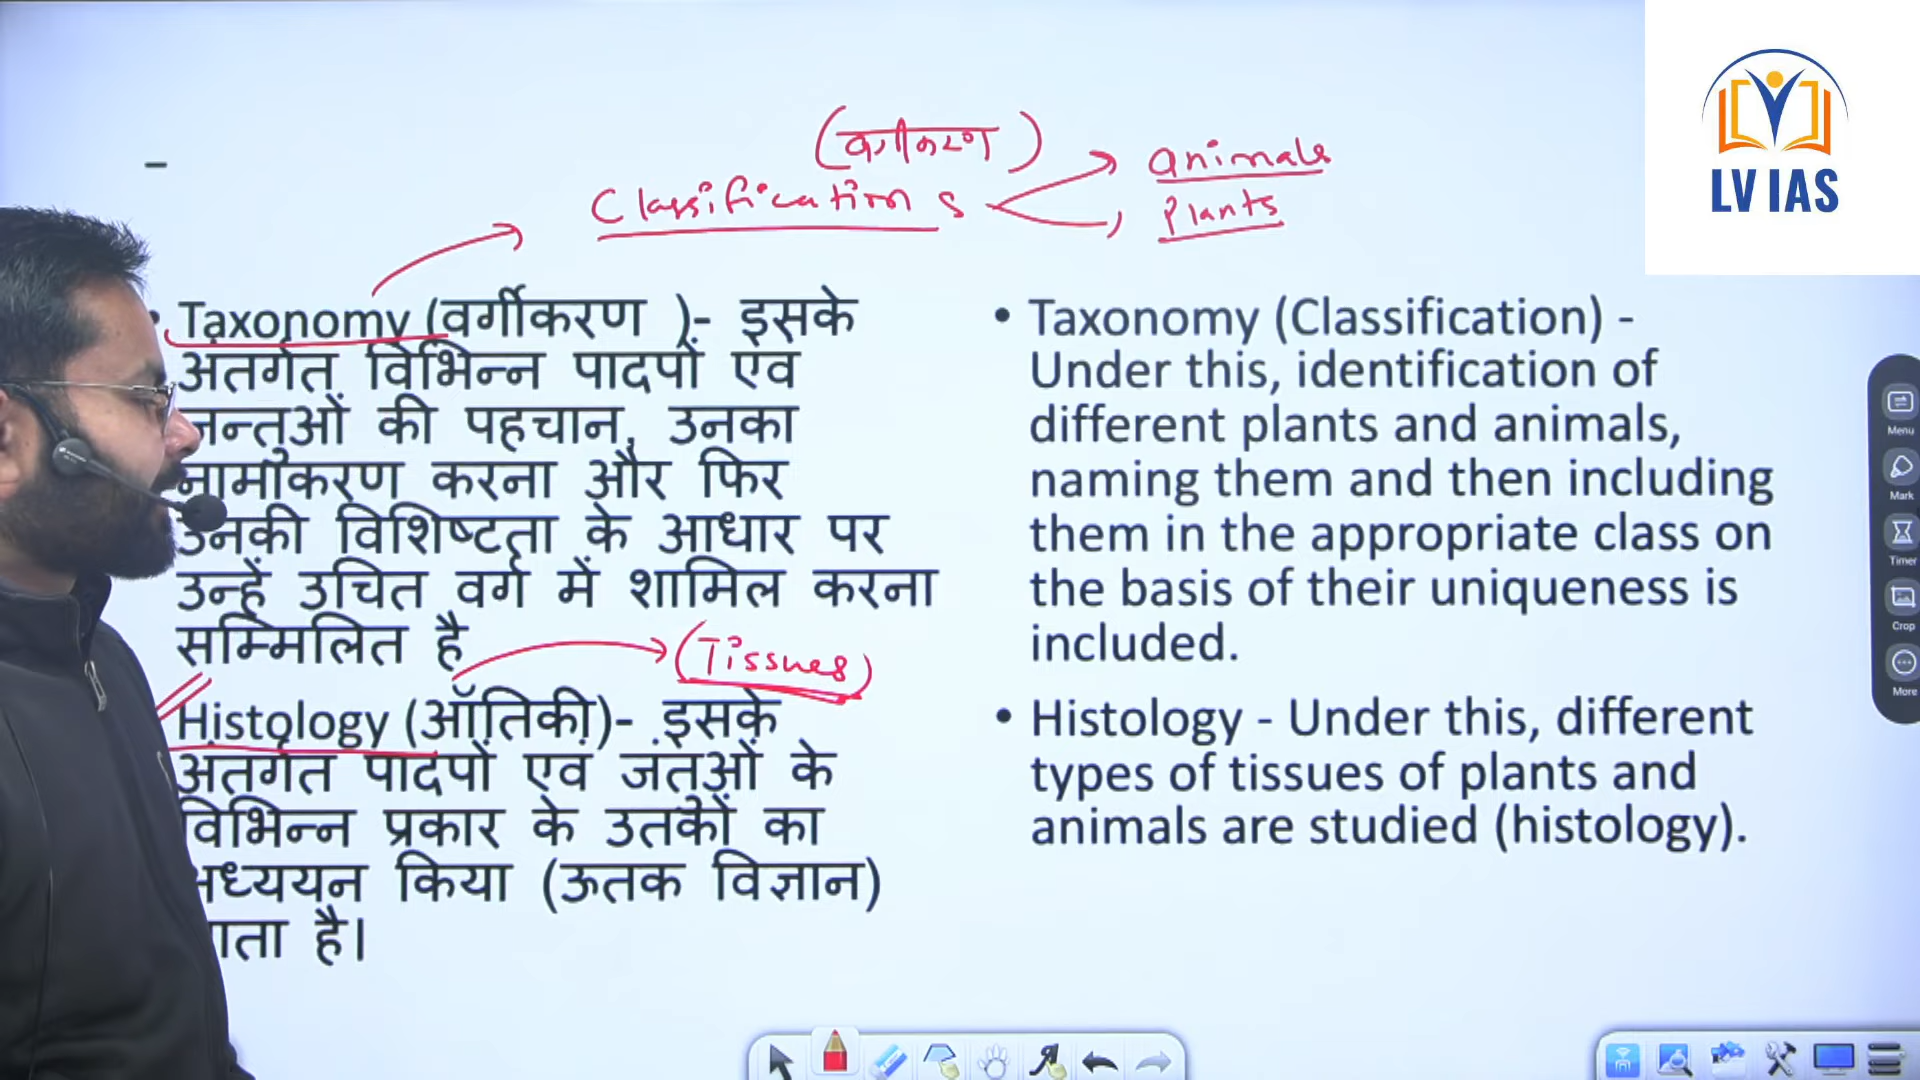 (वर्गीकरण)
Classifications
animals
Plants
LV IAS
Taxonomy (वर्गीकरण )- इसके
अंतर्गत विभिन्न पादपों एवं
जन्तुओं की पहचान, उनका
नामांकरण करना और फिर
उनकी विशिष्टता के आधार पर
उन्हें उचित वर्ग में शामिल करना
सम्मिलित है
(Tissues)
Histology (ऑतिकी)- इसके
अंतर्गत पादपों एवं जंतुओं के
विभिन्न प्रकार के उतकों का
अध्ययन किया (ऊतक विज्ञान)
है।
• Taxonomy (Classification) -
Under this, identification of
different plants and animals,
naming them and then including
them in the appropriate class on
the basis of their uniqueness is
included.
• Histology - Under this, different
types of tissues of plants and
animals are studied (histology).
Menu
Mark
Timer
Crop
More